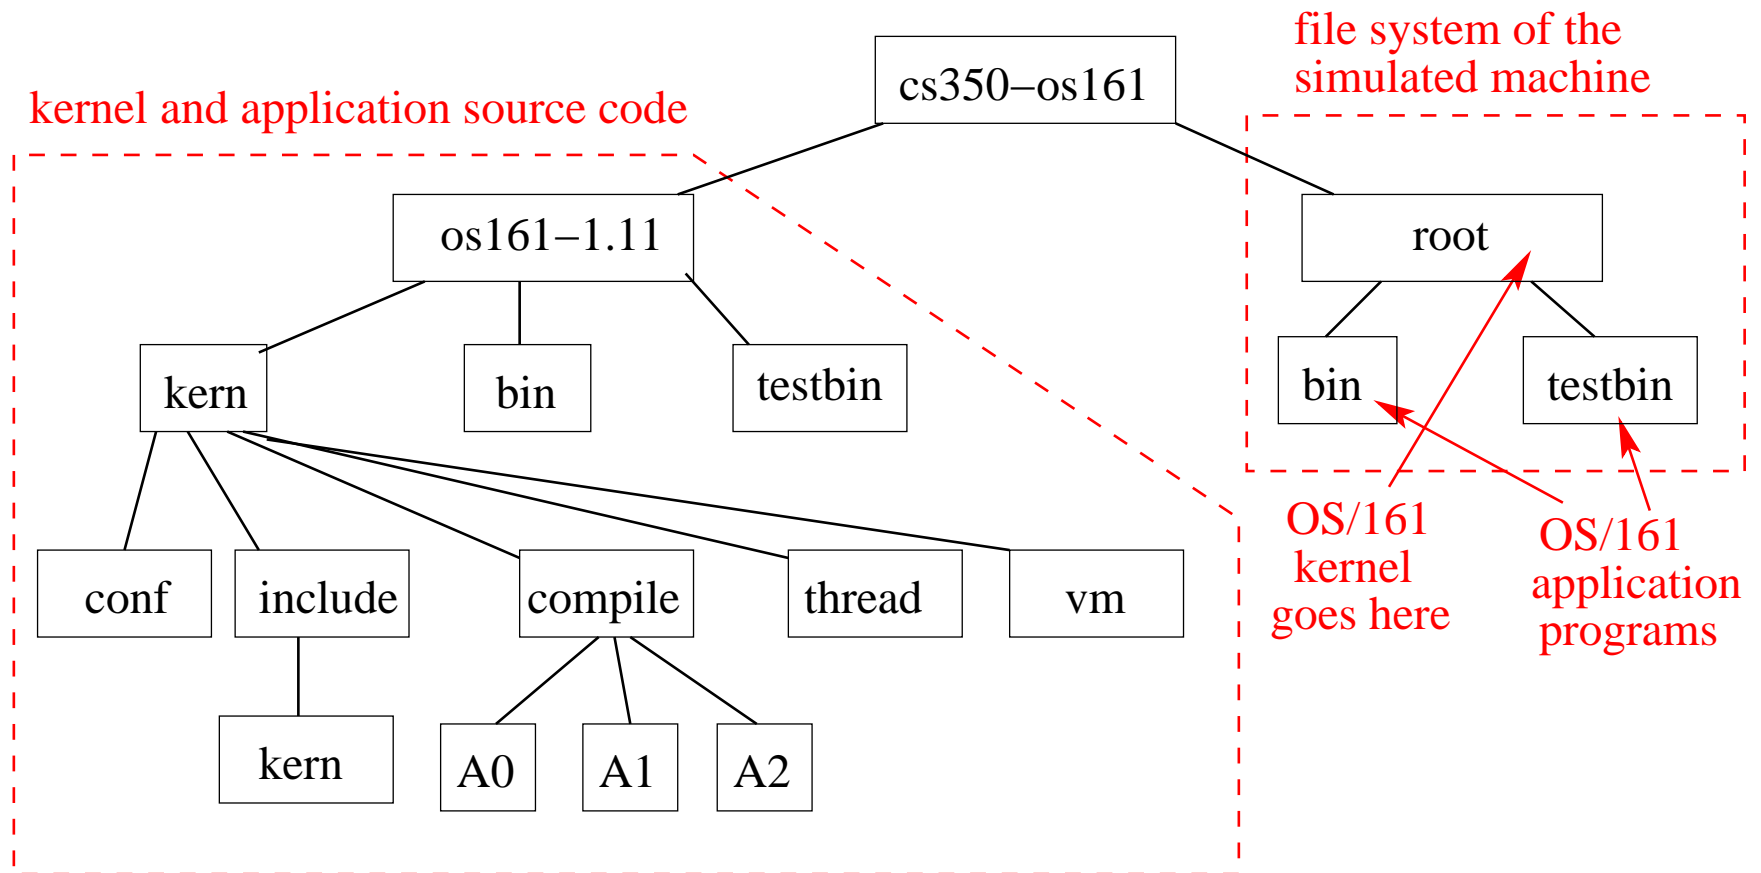 file system of the
simulated machine
cs350–os161
kernel and application source code
os161–1.11
root
kern
bin
testbin
bin
testbin
OS/161
kernel
goes here
OS/161
application
programs
conf
include
compile
thread
vm
kern
A0
A1
A2